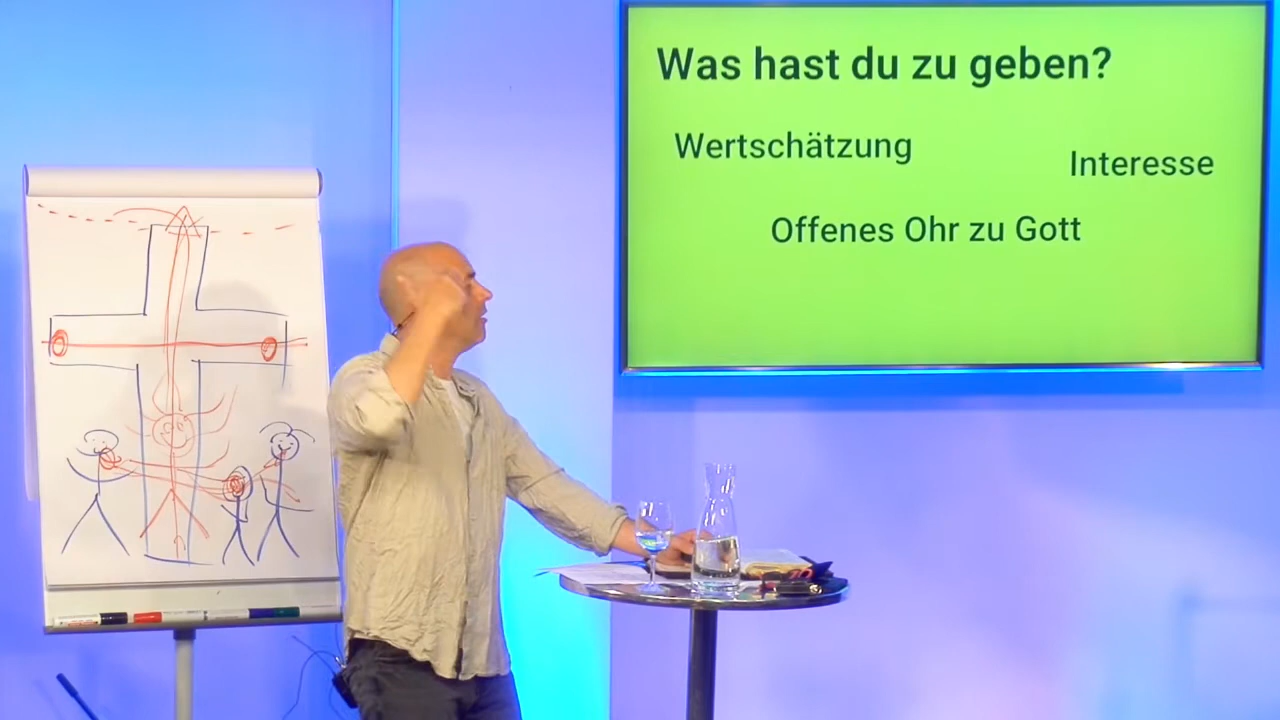 Was hast du zu geben?
Wertschätzung
Interesse
Offenes Ohr zu Gott